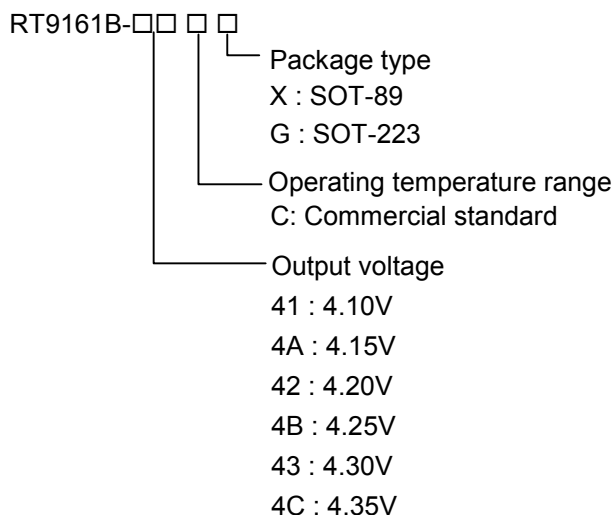 RT9161B-□□ □ □
Package type
X : SOT-89
G : SOT-223
Operating temperature range
C: Commercial standard
Output voltage
41 : 4.10V
4A : 4.15V
42 : 4.20V
4B : 4.25V
43 : 4.30V
4C : 4.35V